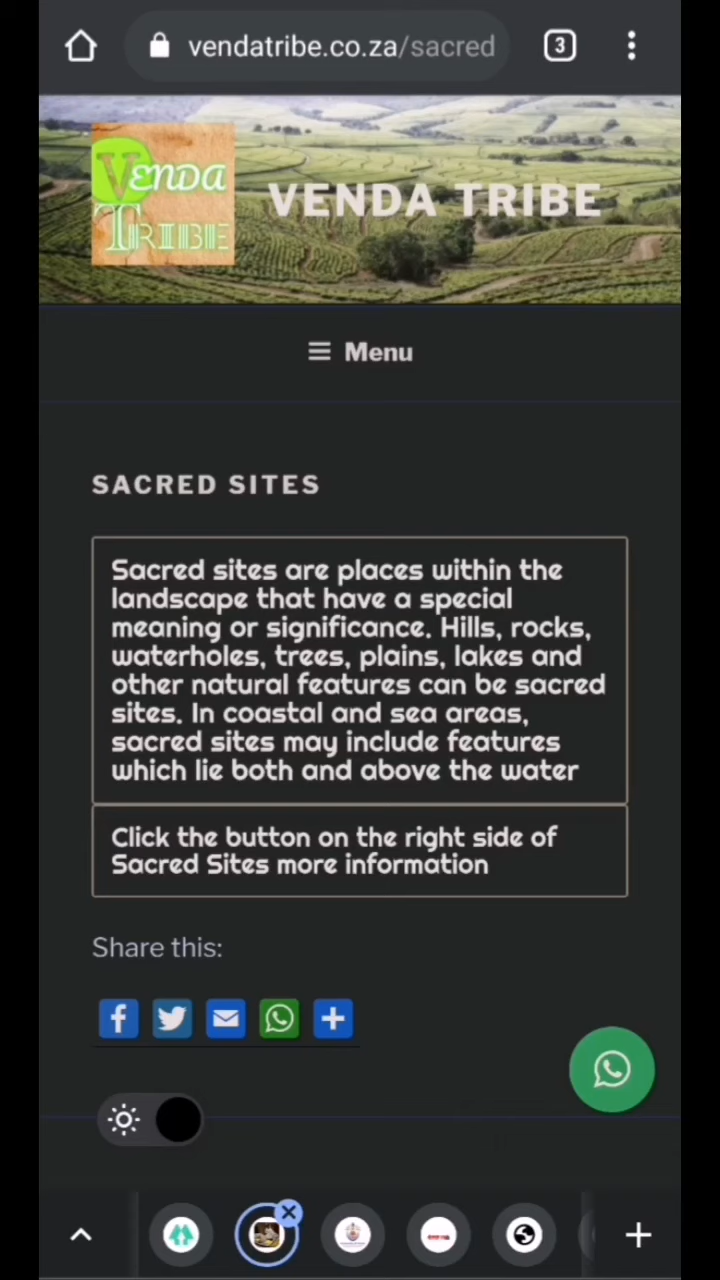 vendatribe.co.za/sacred
3
Venda
Tribe
VENDA TRIBE
Menu
SACRED SITES
Sacred sites are places within the
landscape that have a special
meaning or significance. Hills, rocks,
waterholes, trees, plains, lakes and
other natural features can be sacred
sites. In coastal and sea areas,
sacred sites may include features
which lie both and above the water
Click the button on the right side of
Sacred Sites more information
Share this: